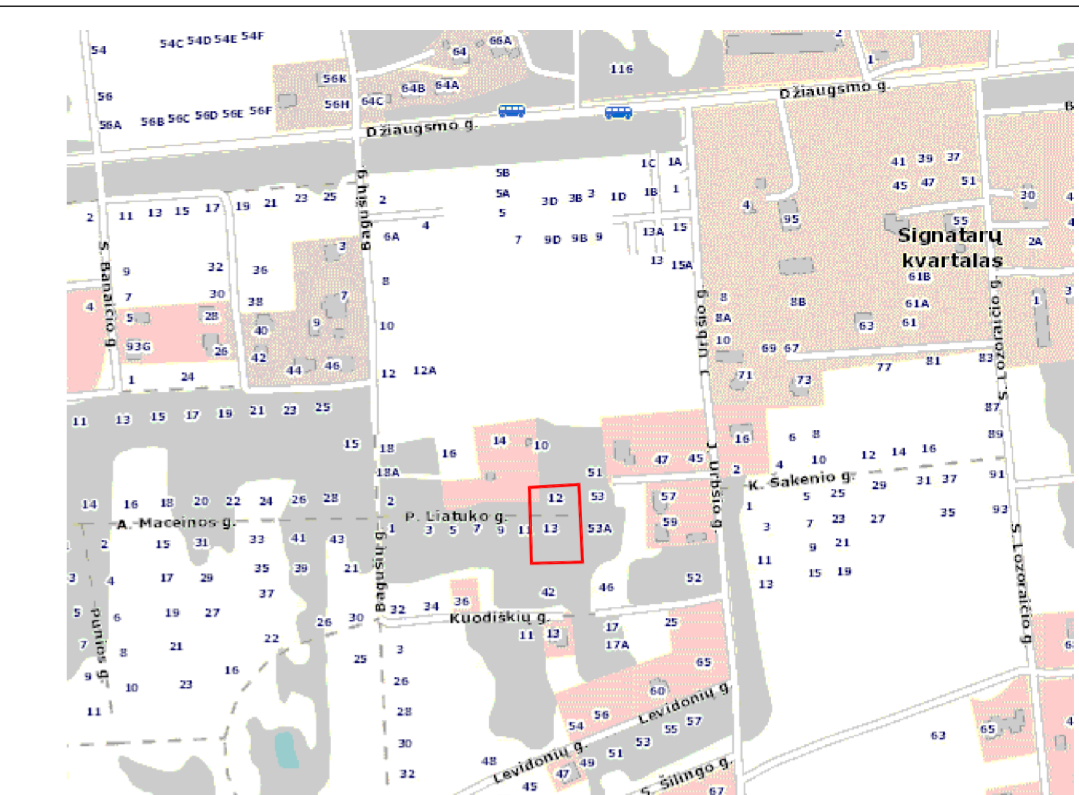 54
54C 54D 54E 54F
64
66A
2
1
116
56
56K
56H
64C
64B
64A
Džiaugsmo g.
56A
56B 56C 56D 56E 56F
Džiaugsmo g.
B
5B
1C 1A
41 39 37
45 47 51
2 11 13 15 17 19 21 23 25
Bagušių g.
2
5A
5
3D 3B 3 1D
1B
1
4
95
55
30
4
4
6A
4
7
9D 9B 9
13A 15
13
15A
Signatarų
kvartalas
2A
S. Banaičio g.
3
9
32
36
8
61B
7
30
38
7
8
8B
61A
1
3
4
5
28
9
10
8A
63
61
S. Lozoraičio g.
J. Urbšio g.
40
93G
26
42
44
46
10
69 67
77
81
83
1
24
12
12A
71
73
11 13 15 17 19 21 23 25
87
15
18
16
14
10
47 45
16
6 8
89
18A
51
2
4
10
12 14 16
K. Šakenio g.
91
14 16 18 20 22 24 26 28
2
12
53
57
1
5
25
29
31 37
93
A. Maceinos g.
P. Liatuko g.
1 3 5 7 9 11 13 53A
59
J. Urbšio g.
3
7
23
27
35
2
15
31
33
41
43
Bagušių g.
9
21
4
17
29
35
39
21
11
13
15 19
3
37
42
46
52
5
6
19
27
26
30
32
34
36
Kuodiškių g.
S. Lozoraičio g.
Punios g.
11
13
17
17A
25
7
8
21
22
25
3
65
9
10
23
16
26
60
Levidonių g.
11
28
54
56
55
57
65
63
4
30
53
51
48
49
Levidonių g.
32
47
45
S. Šilingo g.
67